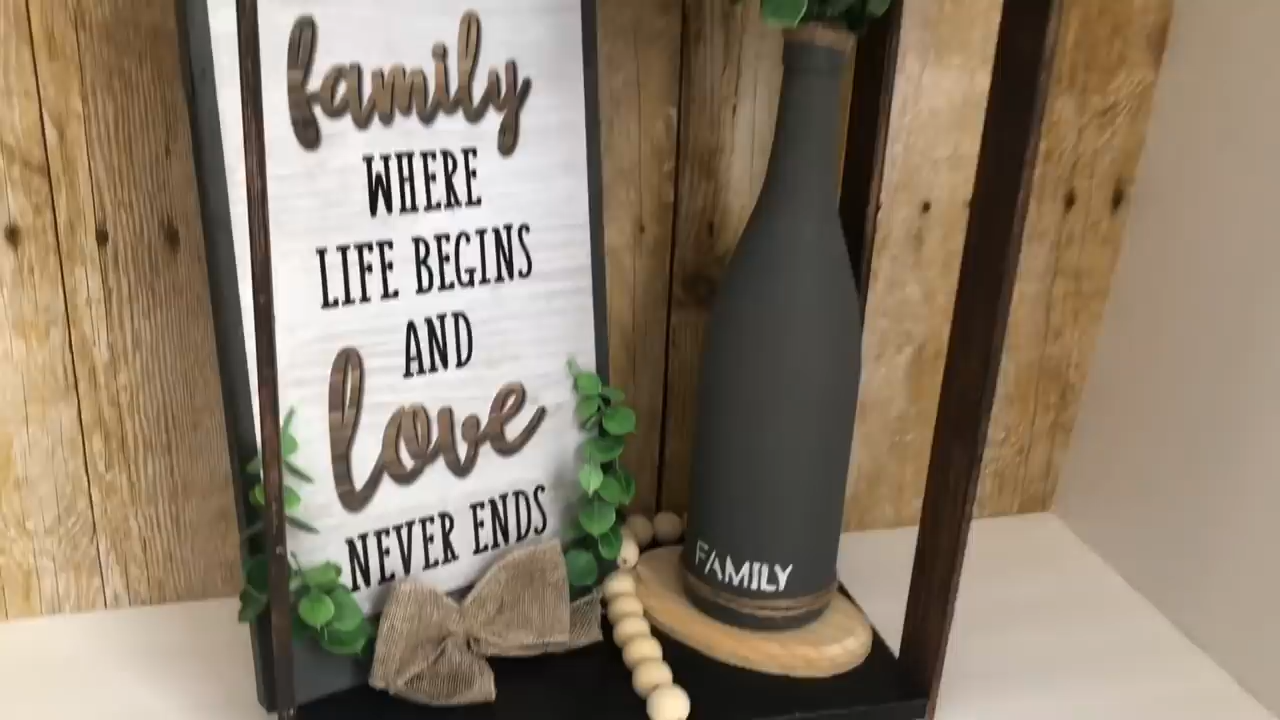 family
WHERE
LIFE BEGINS
AND
love
NEVER ENDS
FAMILY